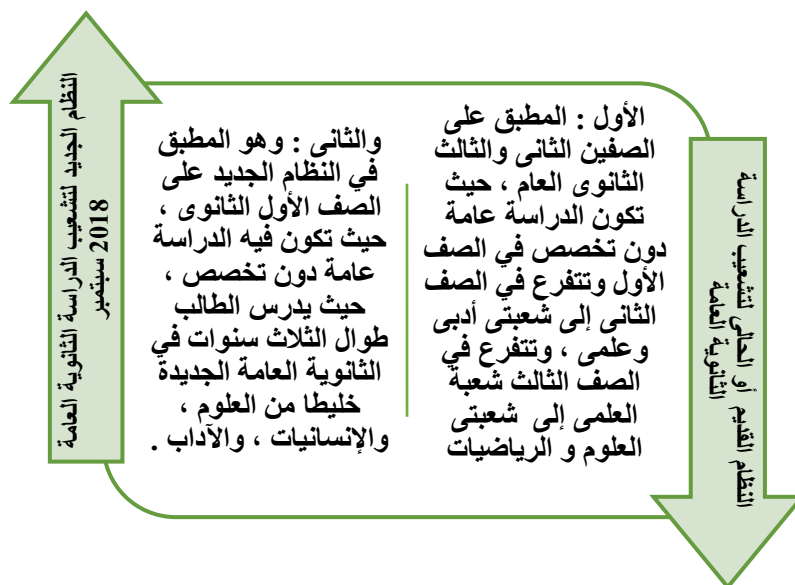 النظام القديم أو الحالى لتشعيب الدراسة
الثانوية العامة
الأول : المطبق على
الصفين الثانى والثالث
الثانوى العام ، حيث
تكون الدراسة عامة
دون تخصص في الصف
الأول وتتفرع في الصف
الثانى إلى شعبتى أدبى
وعلمى ، وتتفرع في
الصف الثالث شعبة
العلمى إلى شعبتى
العلوم و الرياضيات
والثانى : وهو المطبق
في النظام الجديد على
الصف الأول الثانوى ،
حيث تكون فيه الدراسة
عامة دون تخصص ،
حيث يدرس الطالب
طوال الثلاث سنوات في
الثانوية العامة الجديدة
خليطا من العلوم ،
والإنسانيات ، والآداب .
النظام الجديد لتشعيب الدراسة الثانوية العامة
2018 سبتمبر